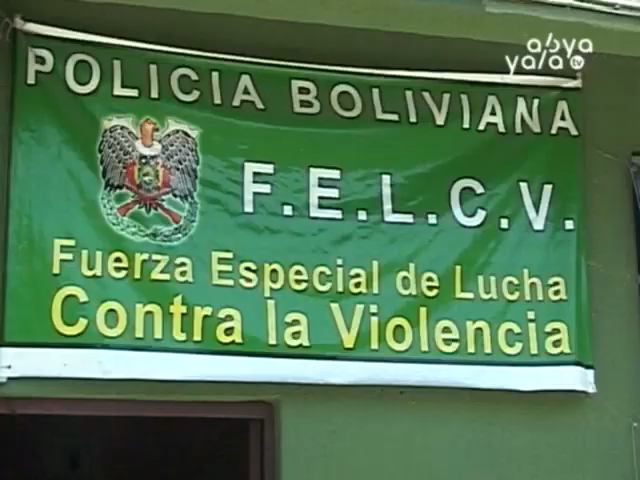 abya
yala tv
POLICIA BOLIVIANA
F.E.L.C.V.
Fuerza Especial de Lucha
Contra la Violencia